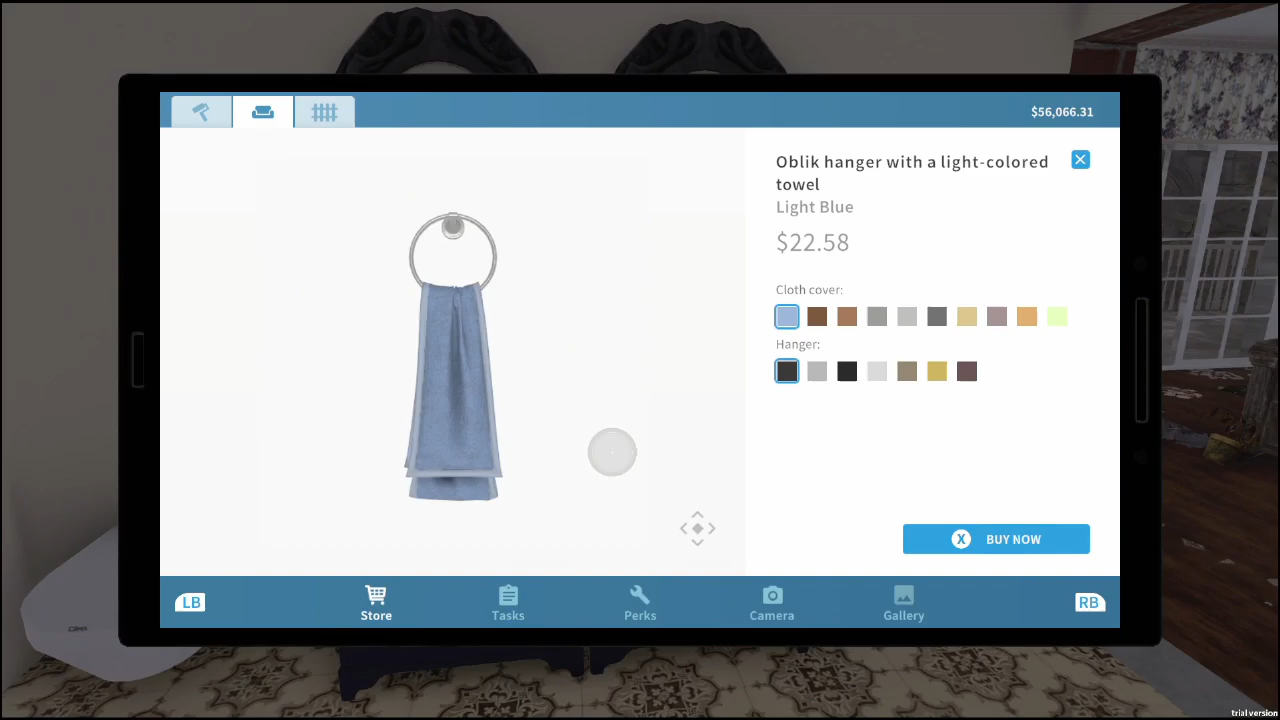 $56,066.31
Oblik hanger with a light-colored
towel
Light Blue
$22.58
Cloth cover:
Hanger:
X BUY NOW
LB
Store
Tasks
Perks
Camera
Gallery
RB
trial version